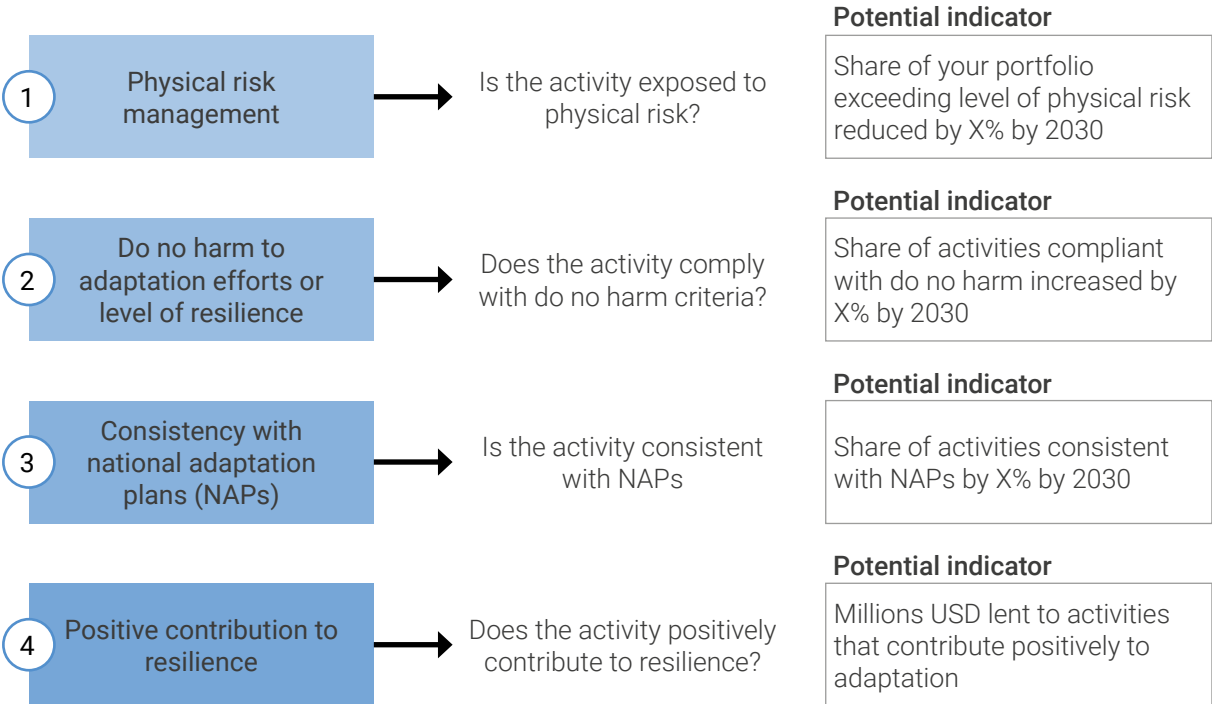 Potential indicator
1
Physical risk
management
Is the activity exposed to
physical risk?
Share of your portfolio
exceeding level of physical risk
reduced by X% by 2030
Potential indicator
2
Do no harm to
adaptation efforts or
level of resilience
Does the activity comply
with do no harm criteria?
Share of activities compliant
with do no harm increased by
X% by 2030
Potential indicator
3
Consistency with
national adaptation
plans (NAPs)
Is the activity consistent
with NAPs
Share of activities consistent
with NAPs by X% by 2030
Potential indicator
4
Positive contribution to
resilience
Does the activity positively
contribute to resilience?
Millions USD lent to activities
that contribute positively to
adaptation